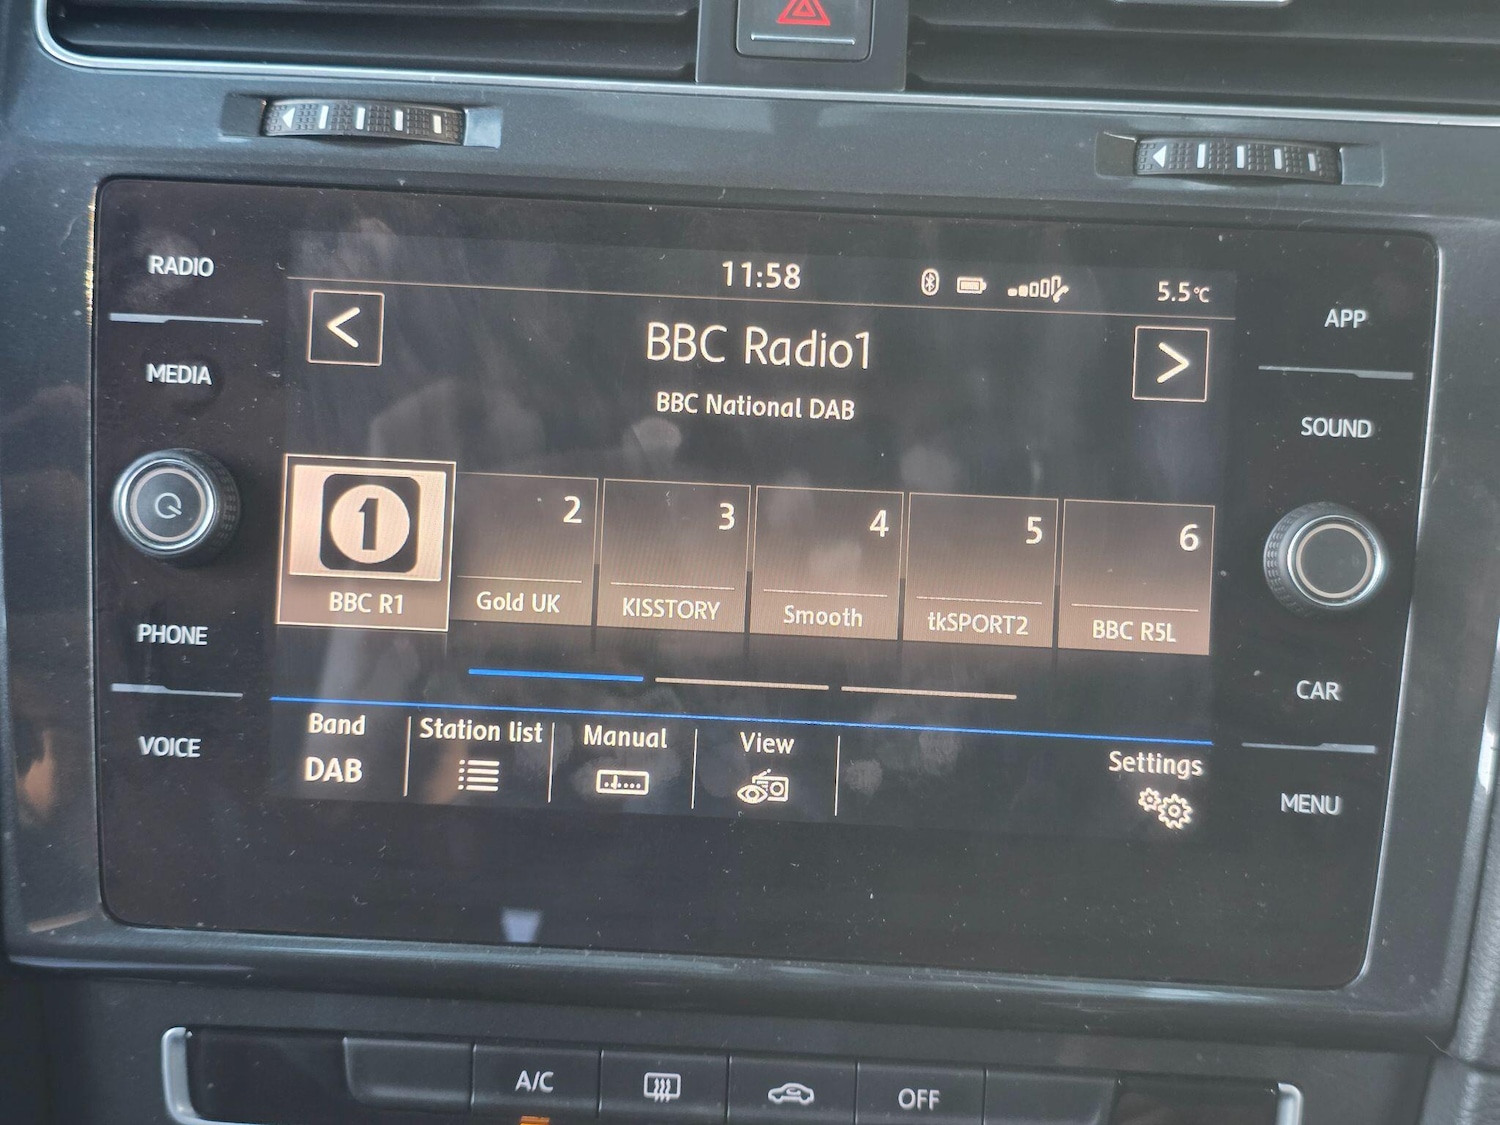 RADIO
MEDIA
PHONE
VOICE
11:58
5.5°C
BBC Radio1
BBC National DAB
1
BBC R1
2
Gold UK
3
KISSTORY
4
Smooth
5
tkSPORT2
6
BBC R5L
Band
DAB
Station list
Manual
View
Settings
APP
SOUND
CAR
MENU
A/C
OFF